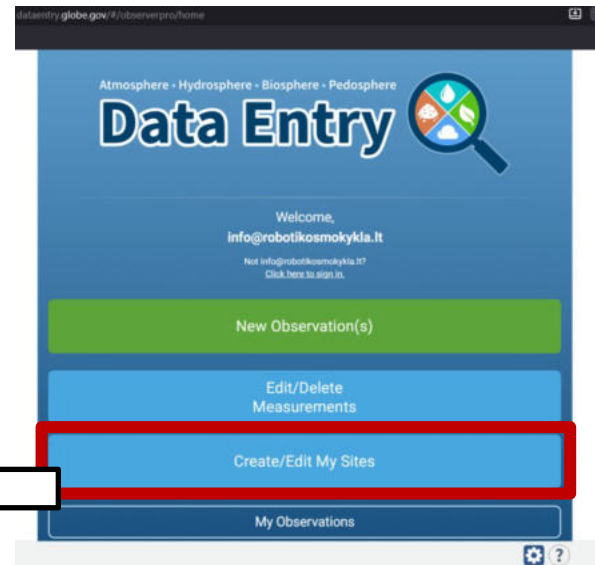 dataentry.globe.gov/#/observerpro/home
Atmosphere • Hydrosphere • Biosphere • Pedosphere
Data Entry
Welcome,
info@robotikosmokykla.lt
Not info@robotikosmokykla.lt?
Click here to sign in.
New Observation(s)
Edit/Delete
Measurements
Create/Edit My Sites
My Observations
?